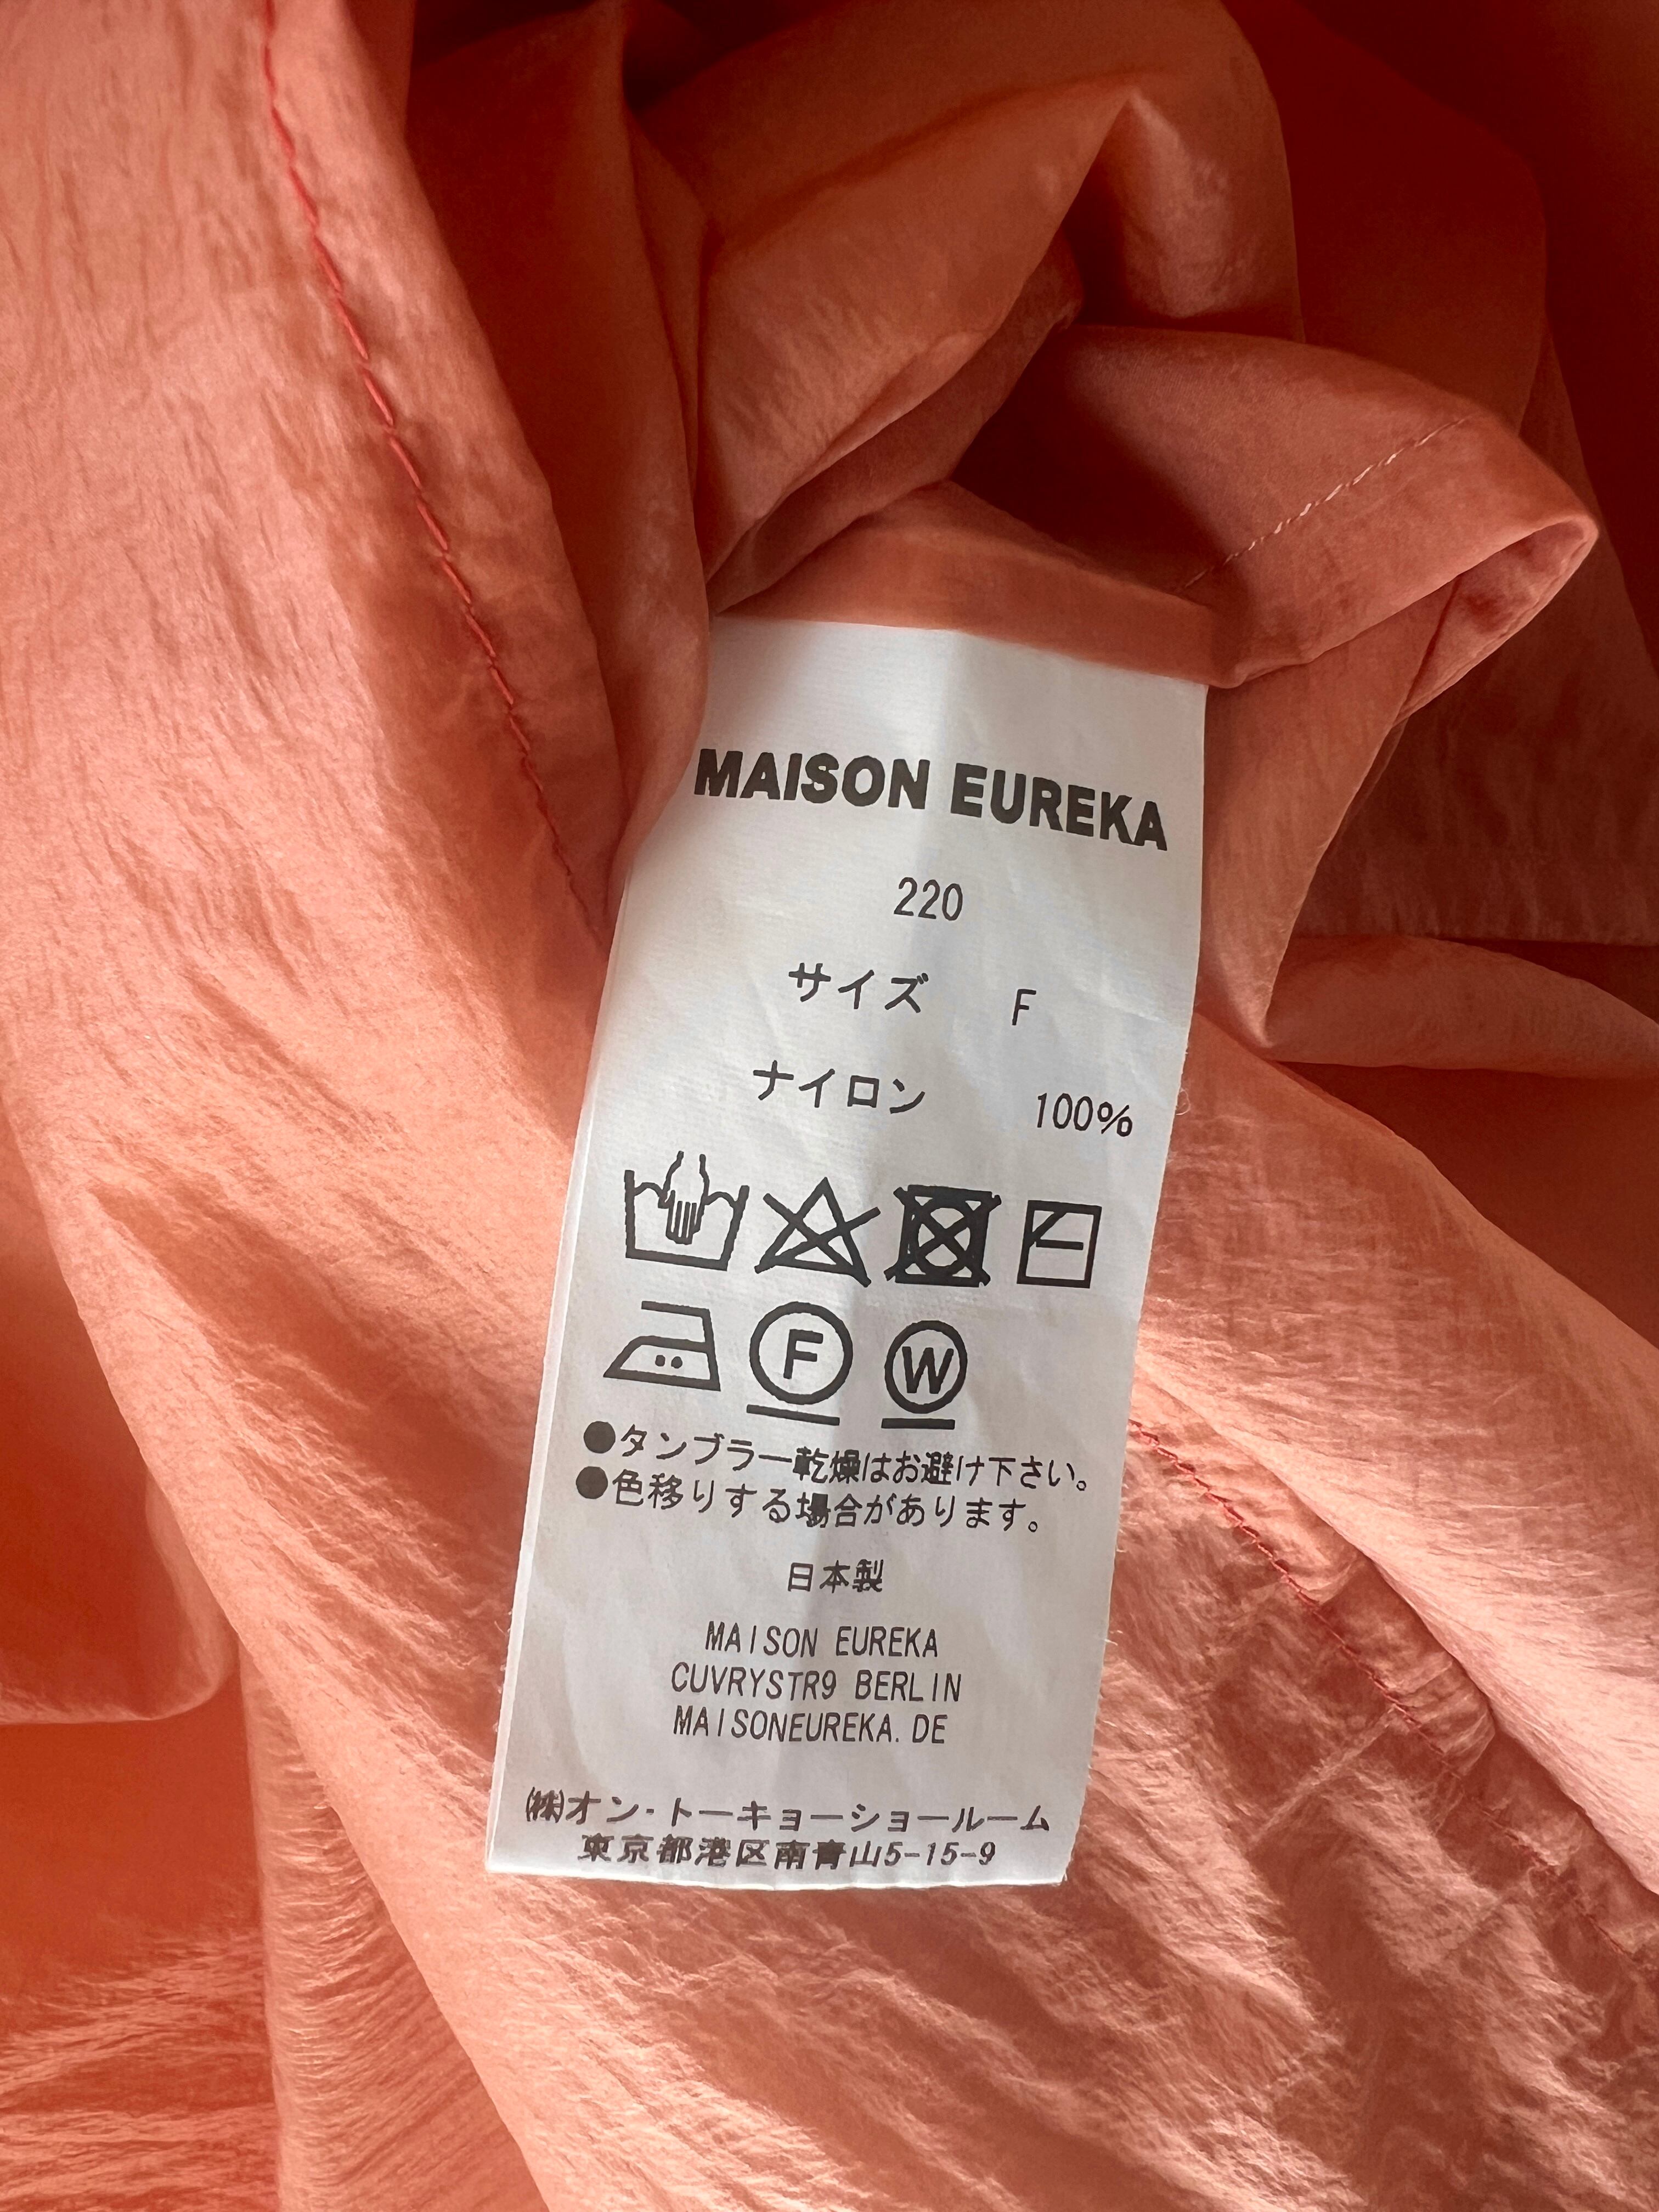 MAISON EUREKA
220
サイズ F
ナイロン 100%
F W
●タンブラー乾燥はお避け下さい。
●色移りする場合があります。
日本製
MAISON EUREKA
CUVRYSTR9 BERLIN
MAISONEUREKA.DE
㈱オン・トーキョーショールーム
東京都港区南青山5-15-9